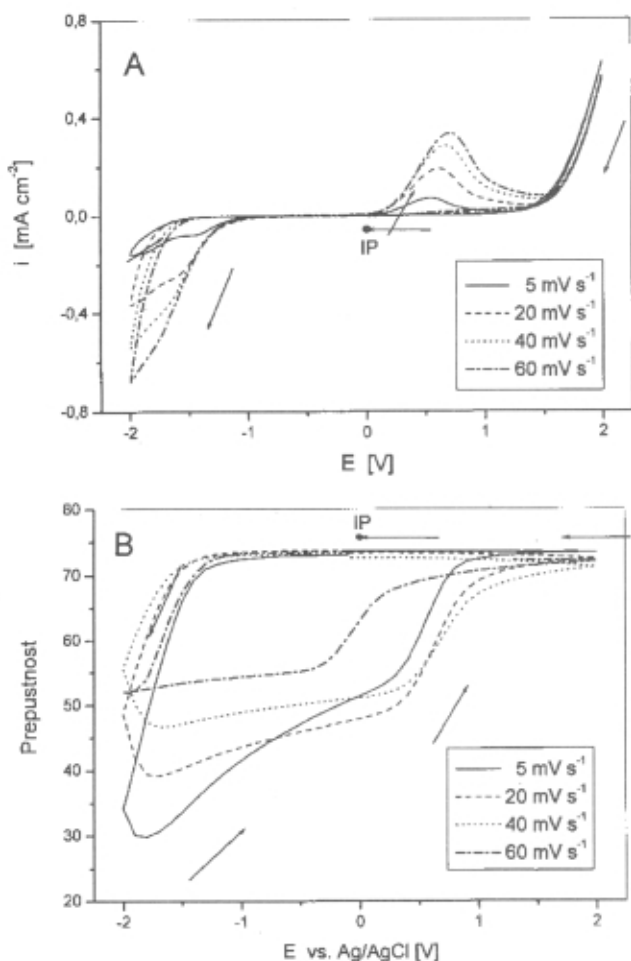 0,8
A
0,4
i [mA cm⁻²]
0,0
IP
-0,4
5 mV s⁻¹
20 mV s⁻¹
40 mV s⁻¹
60 mV s⁻¹
-0,8
-2 -1 0 1 2
E [V]
80
B
IP
70
60
Prepustnost
50
40
5 mV s⁻¹
20 mV s⁻¹
40 mV s⁻¹
60 mV s⁻¹
30
20
-2 -1 0 1 2
E vs. Ag/AgCl [V]